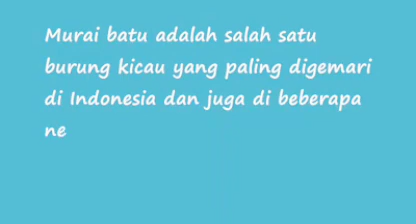 Murai batu adalah salah satu
burung kicau yang paling digemari
di Indonesia dan juga di beberapa
ne